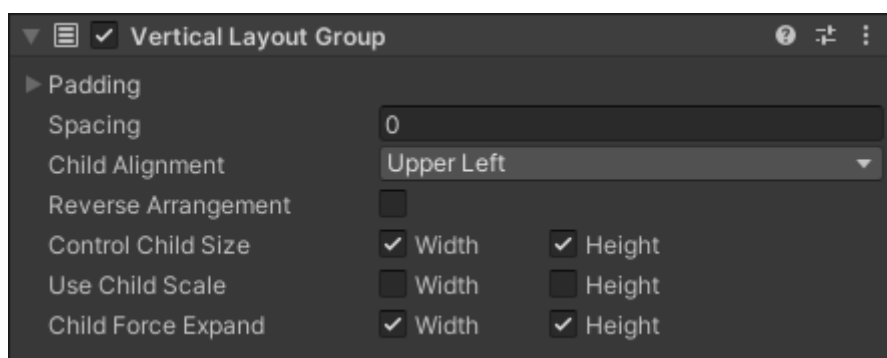 Vertical Layout Group
Padding
Spacing 0
Child Alignment Upper Left
Reverse Arrangement
Control Child Size Width Height
Use Child Scale Width Height
Child Force Expand Width Height